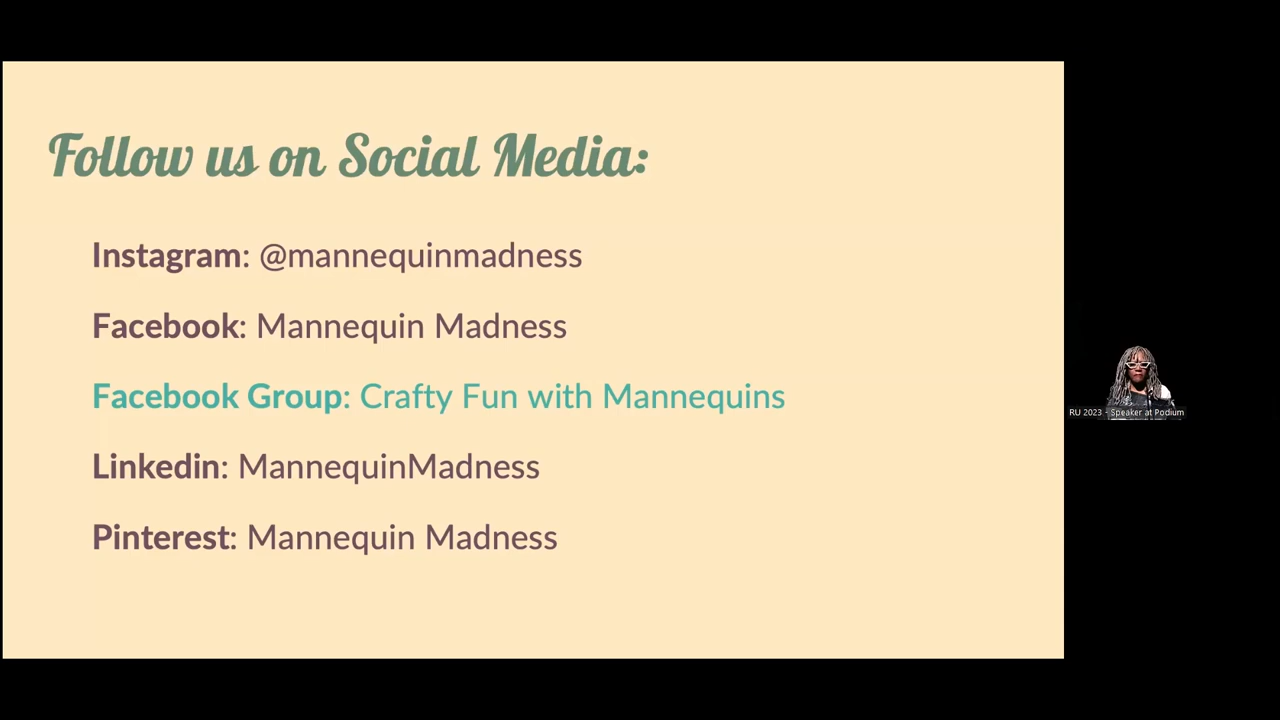 Follow us on Social Media:
Instagram: @mannequinmadness
Facebook: Mannequin Madness
Facebook Group: Crafty Fun with Mannequins
Linkedin: MannequinMadness
Pinterest: Mannequin Madness
RU 2023 - Speaker at Podium